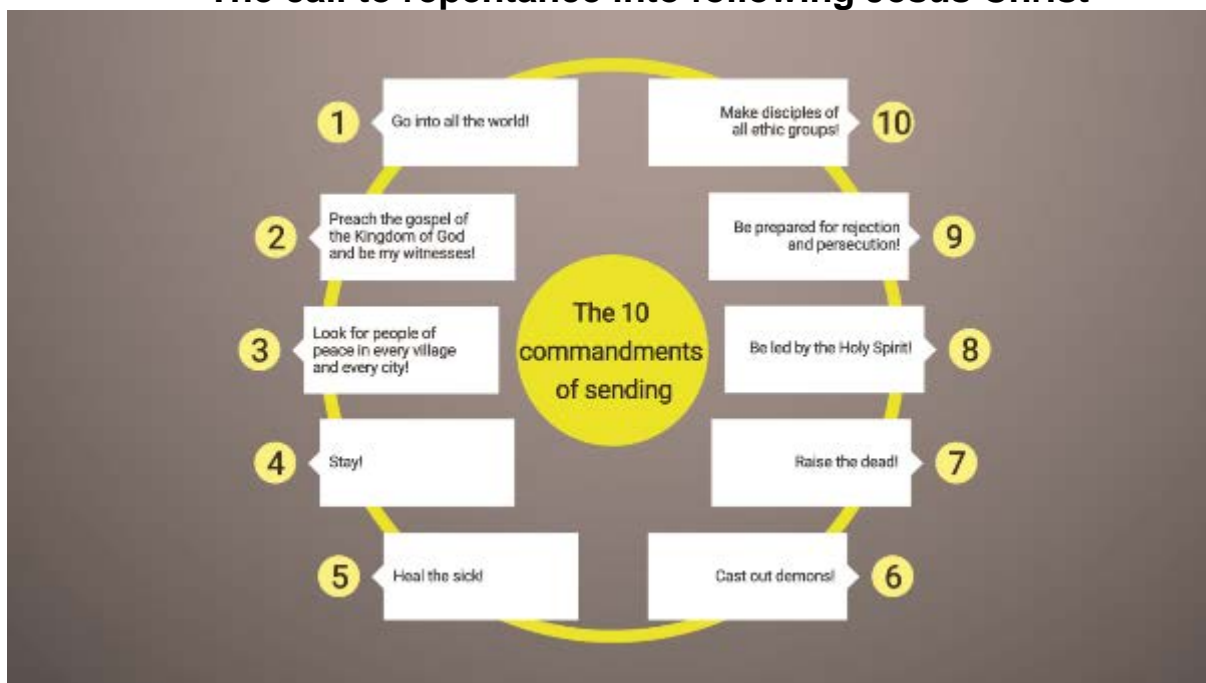 The call to repentance into following Jesus Christ
1
Go into all the world!
2
Preach the gospel of
the Kingdom of God
and be my witnesses!
3
Look for people of
peace in every village
and every city!
4
Stay!
5
Heal the sick!
The 10
commandments
of sending
6
Cast out demons!
7
Raise the dead!
8
Be led by the Holy Spirit!
9
Be prepared for rejection
and persecution!
10
Make disciples of
all ethic groups!